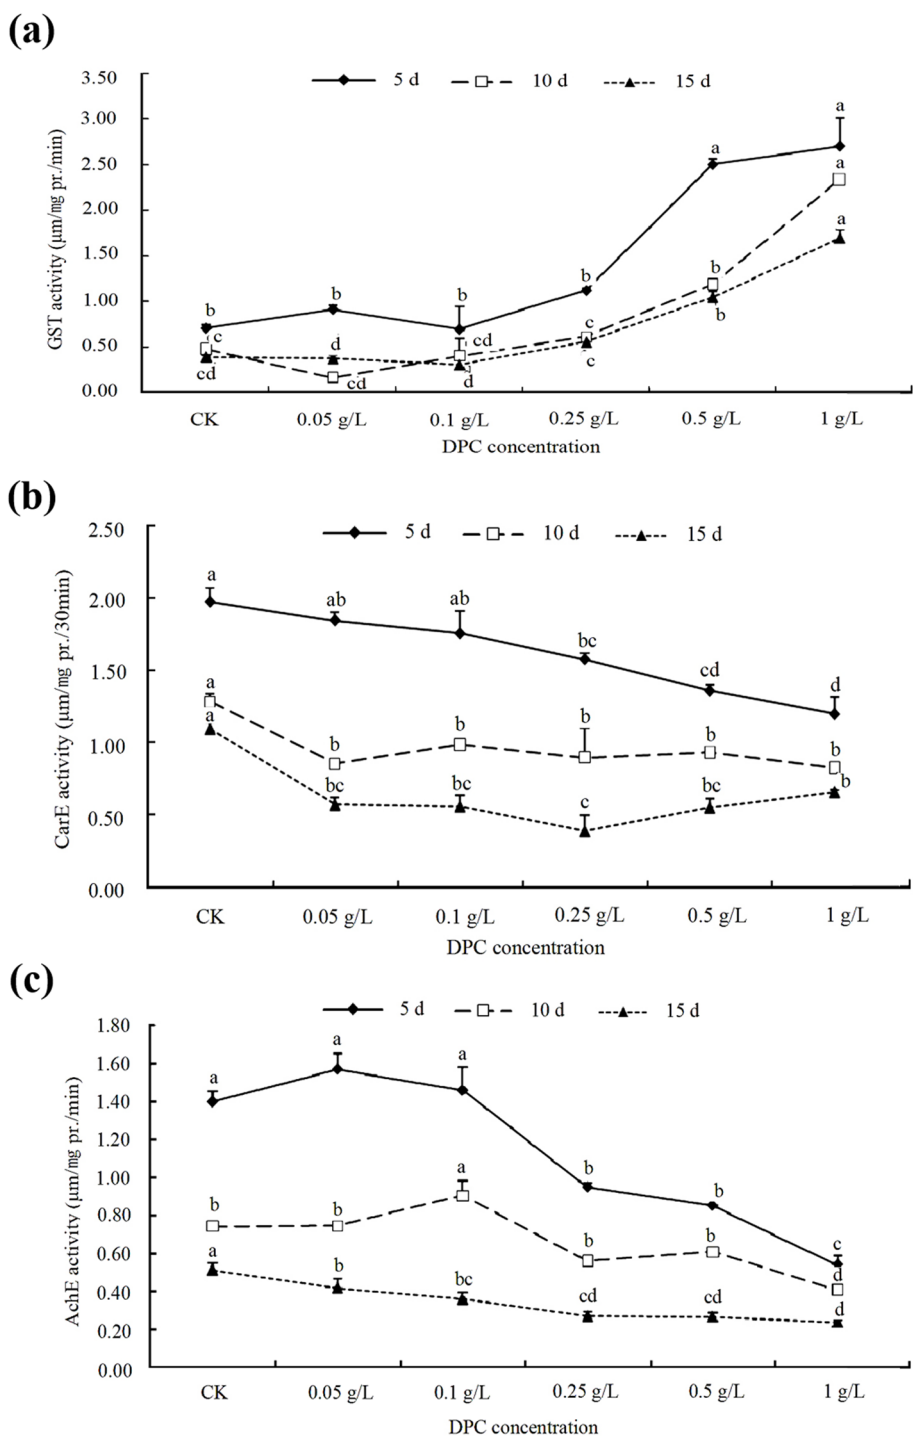 (a)
5 d 10 d 15 d
3.50
3.00
2.50
2.00
1.50
1.00
0.50
0.00
GST activity (μm/㎎ pr./min)
b b b b a a
c cd cd c b a
cd d d c b a
CK 0.05 g/L 0.1 g/L 0.25 g/L 0.5 g/L 1 g/L
DPC concentration
(b)
5 d 10 d 15 d
2.50
2.00
1.50
1.00
0.50
0.00
CarE activity (μm/㎎ pr./30min)
a ab ab bc cd d
a b b b b b
a bc bc c bc b
CK 0.05 g/L 0.1 g/L 0.25 g/L 0.5 g/L 1 g/L
DPC concentration
(c)
5 d 10 d 15 d
1.80
1.60
1.40
1.20
1.00
0.80
0.60
0.40
0.20
0.00
AchE activity (μm/㎎ pr./min)
a a a b b c
b b a b b d
a b bc cd cd d
CK 0.05 g/L 0.1 g/L 0.25 g/L 0.5 g/L 1 g/L
DPC concentration